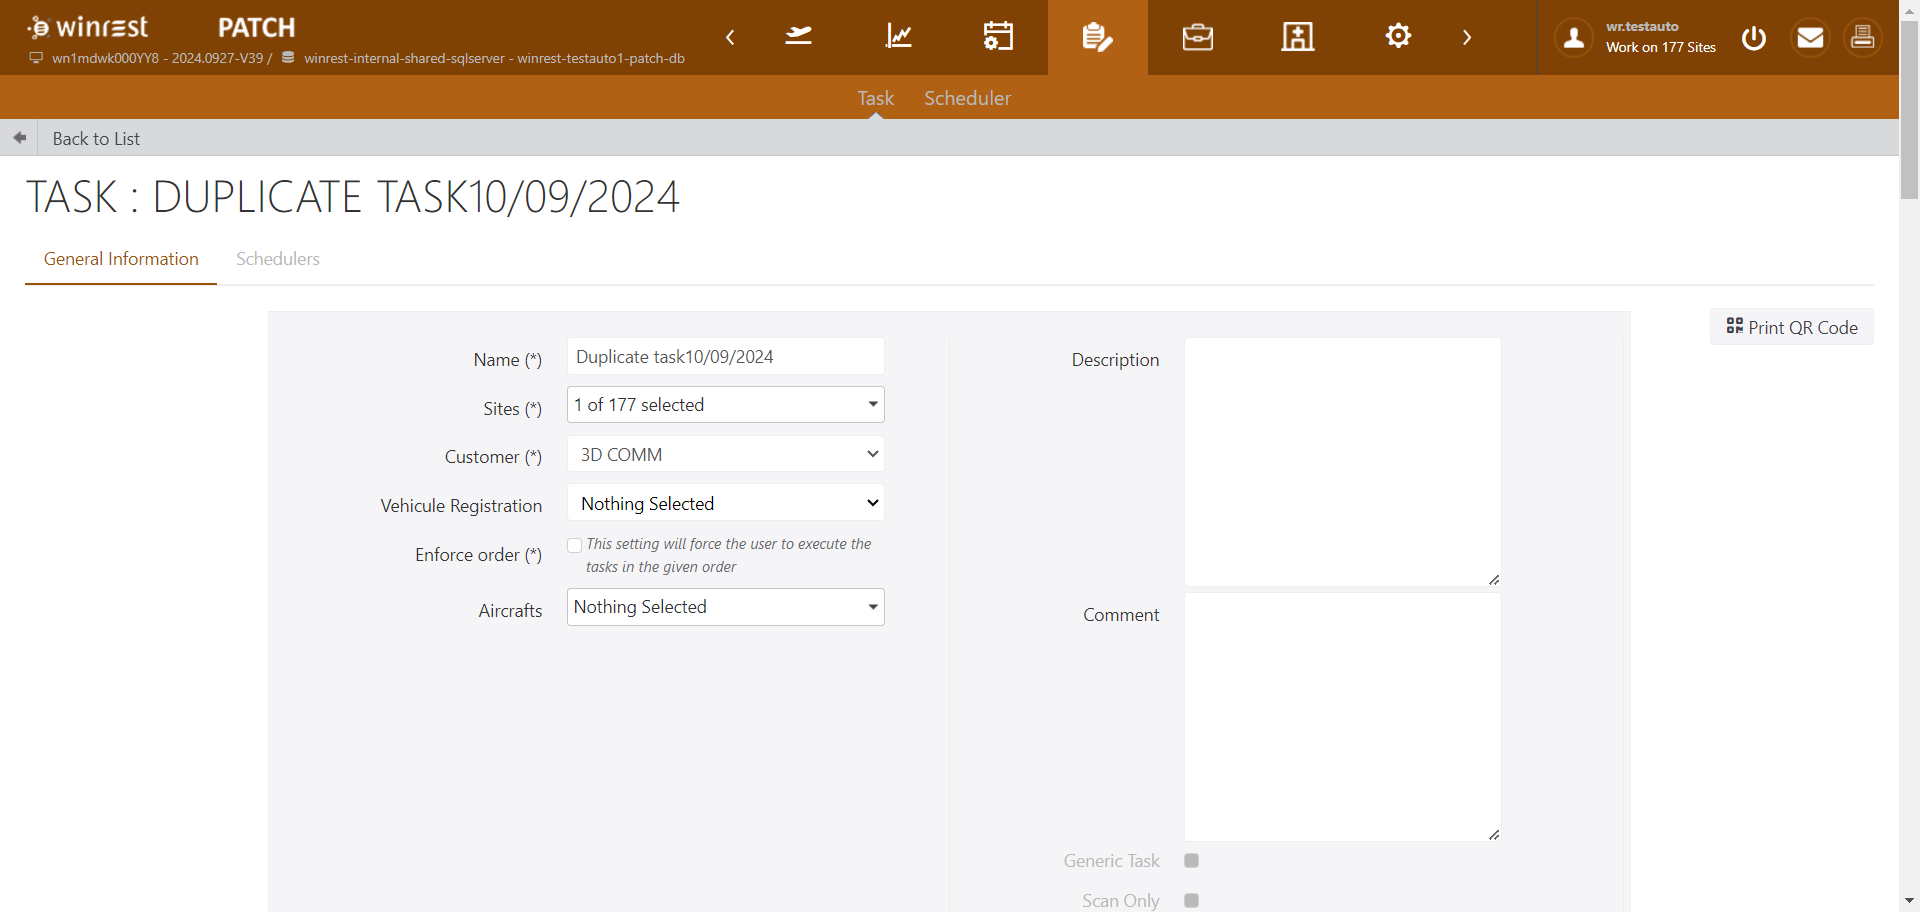 winrest
PATCH
wn1mdwk000YY8 - 2024.0927-V39 / winrest-internal-shared-sqlserver - winrest-testauto1-patch-db
wr.testauto
Work on 177 Sites
Task
Scheduler
Back to List
TASK : DUPLICATE TASK10/09/2024
General Information
Schedulers
Print QR Code
Name (*)
Duplicate task10/09/2024
Sites (*)
1 of 177 selected
Customer (*)
3D COMM
Vehicule Registration
Nothing Selected
Enforce order (*)
This setting will force the user to execute the
tasks in the given order
Aircrafts
Nothing Selected
Description
Comment
Generic Task
Scan Only